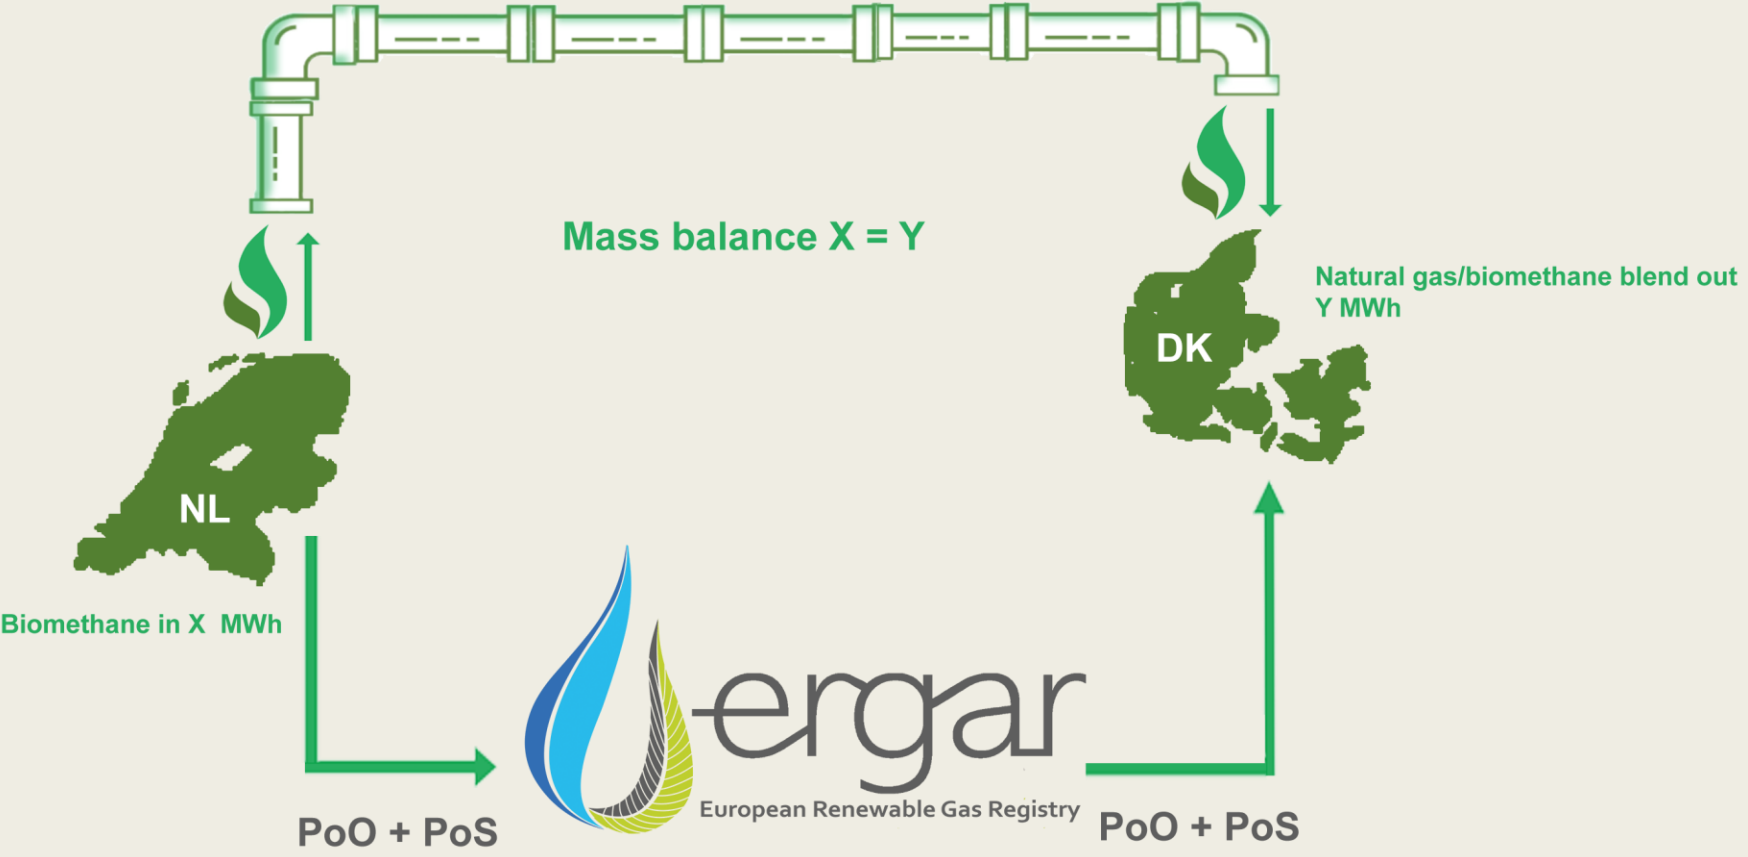 Mass balance X = Y
Natural gas/biomethane blend out
Y MWh
DK
NL
Biomethane in X  MWh
ergar
European Renewable Gas Registry
PoO + PoS
PoO + PoS